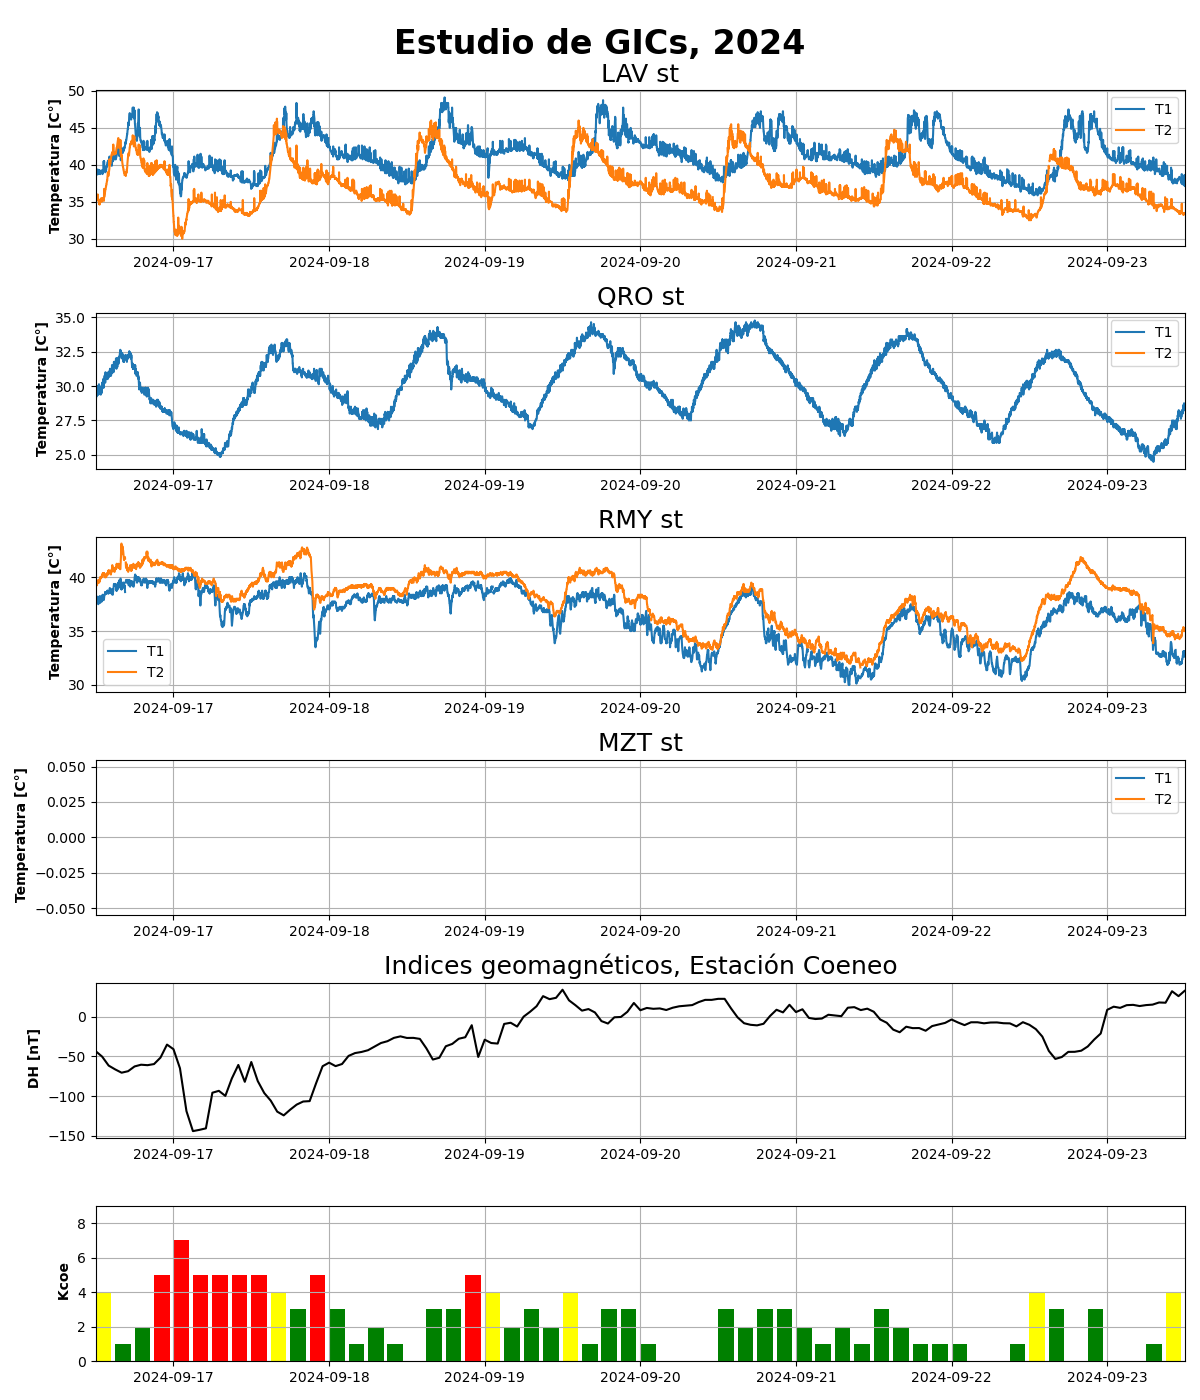 Estudio de GICs, 2024
LAV st
Temperatura [C°]
50
45
40
35
30
T1
T2
2024-09-17 2024-09-18 2024-09-19 2024-09-20 2024-09-21 2024-09-22 2024-09-23
QRO st
Temperatura [C°]
35.0
32.5
30.0
27.5
25.0
T1
T2
2024-09-17 2024-09-18 2024-09-19 2024-09-20 2024-09-21 2024-09-22 2024-09-23
RMY st
Temperatura [C°]
40
35
30
T1
T2
2024-09-17 2024-09-18 2024-09-19 2024-09-20 2024-09-21 2024-09-22 2024-09-23
MZT st
Temperatura [C°]
0.050
0.025
0.000
−0.025
−0.050
T1
T2
2024-09-17 2024-09-18 2024-09-19 2024-09-20 2024-09-21 2024-09-22 2024-09-23
Indices geomagnéticos, Estación Coeneo
DH [nT]
0
−50
−100
−150
2024-09-17 2024-09-18 2024-09-19 2024-09-20 2024-09-21 2024-09-22 2024-09-23
Kcoe
8
6
4
2
0
2024-09-17 2024-09-18 2024-09-19 2024-09-20 2024-09-21 2024-09-22 2024-09-23